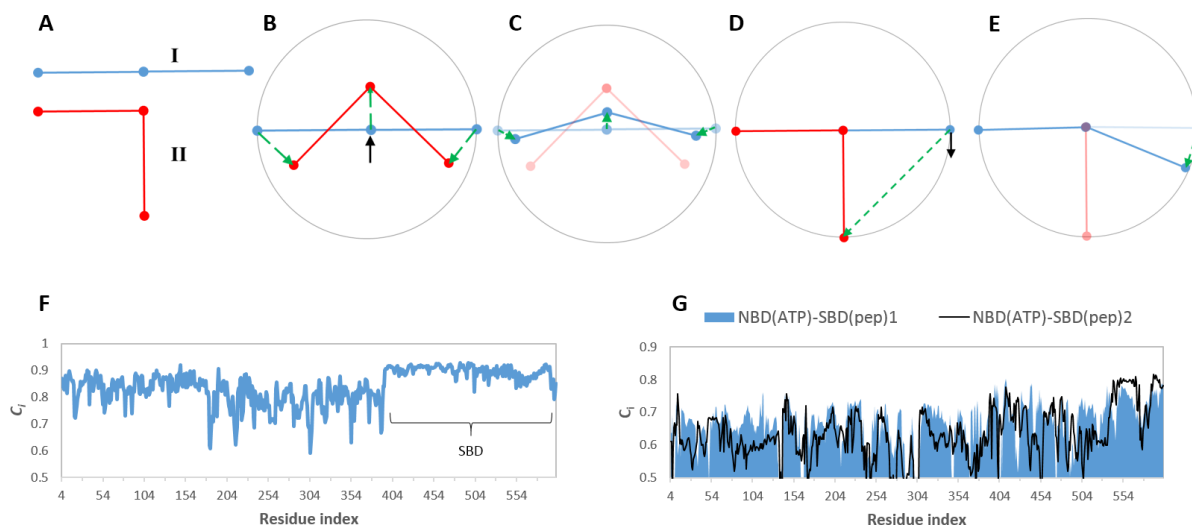 A
B
C
D
E
I
II
F
1
0.9
0.8
0.7
0.6
0.5
Cᵢ
SBD
4 54 104 154 204 254 304 354 404 454 504 554
Residue index
G
NBD(ATP)-SBD(pep)1 NBD(ATP)-SBD(pep)2
0.9
0.8
0.7
0.6
0.5
Cᵢ
4 54 104 154 204 254 304 354 404 454 504 554
Residue index